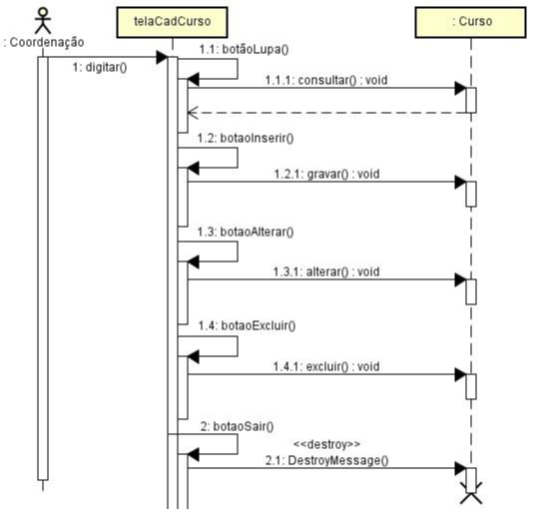 telaCadCurso
: Curso
: Coordenação
1: digitar()
1.1: botãoLupa()
1.1.1: consultar() : void
1.2: botaoInserir()
1.2.1: gravar() : void
1.3: botaoAlterar()
1.3.1: alterar() : void
1.4: botaoExcluir()
1.4.1: excluir() : void
2: botaoSair()
<<destroy>>
2.1: DestroyMessage()